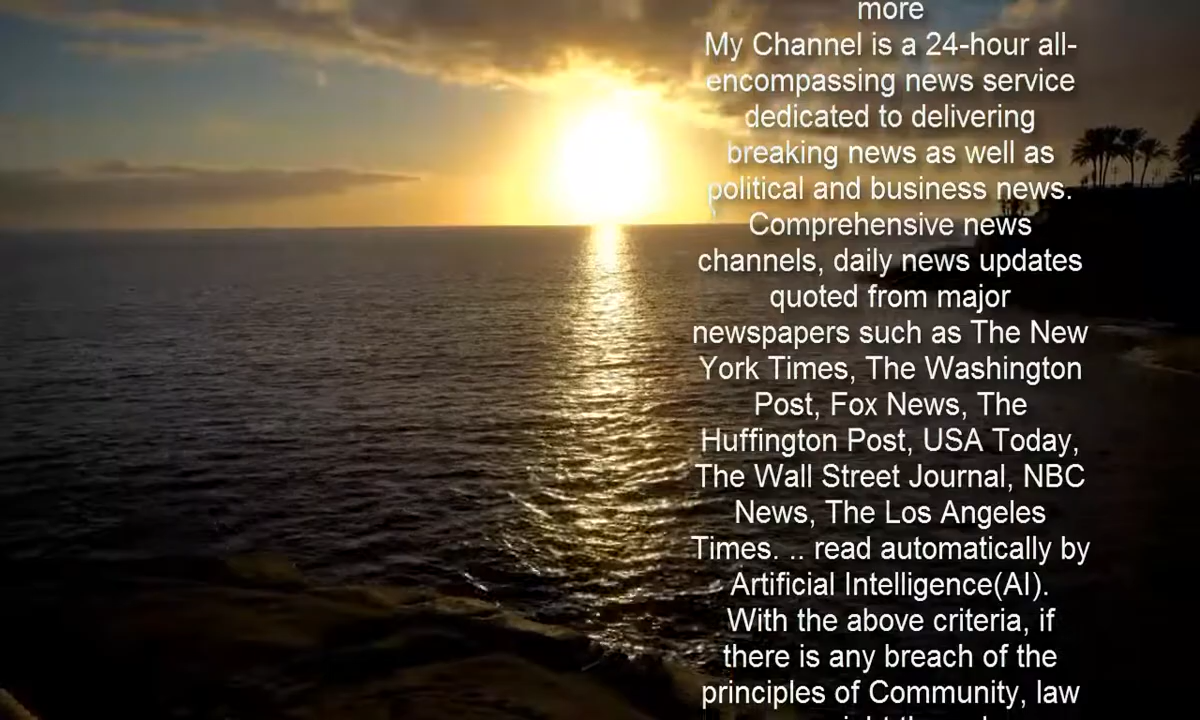 more
My Channel is a 24-hour all-
encompassing news service
dedicated to delivering
breaking news as well as
political and business news.
Comprehensive news
channels, daily news updates
quoted from major
newspapers such as The New
York Times, The Washington
Post, Fox News, The
Huffington Post, USA Today,
The Wall Street Journal, NBC
News, The Los Angeles
Times. .. read automatically by
Artificial Intelligence(AI).
With the above criteria, if
there is any breach of the
principles of Community, law